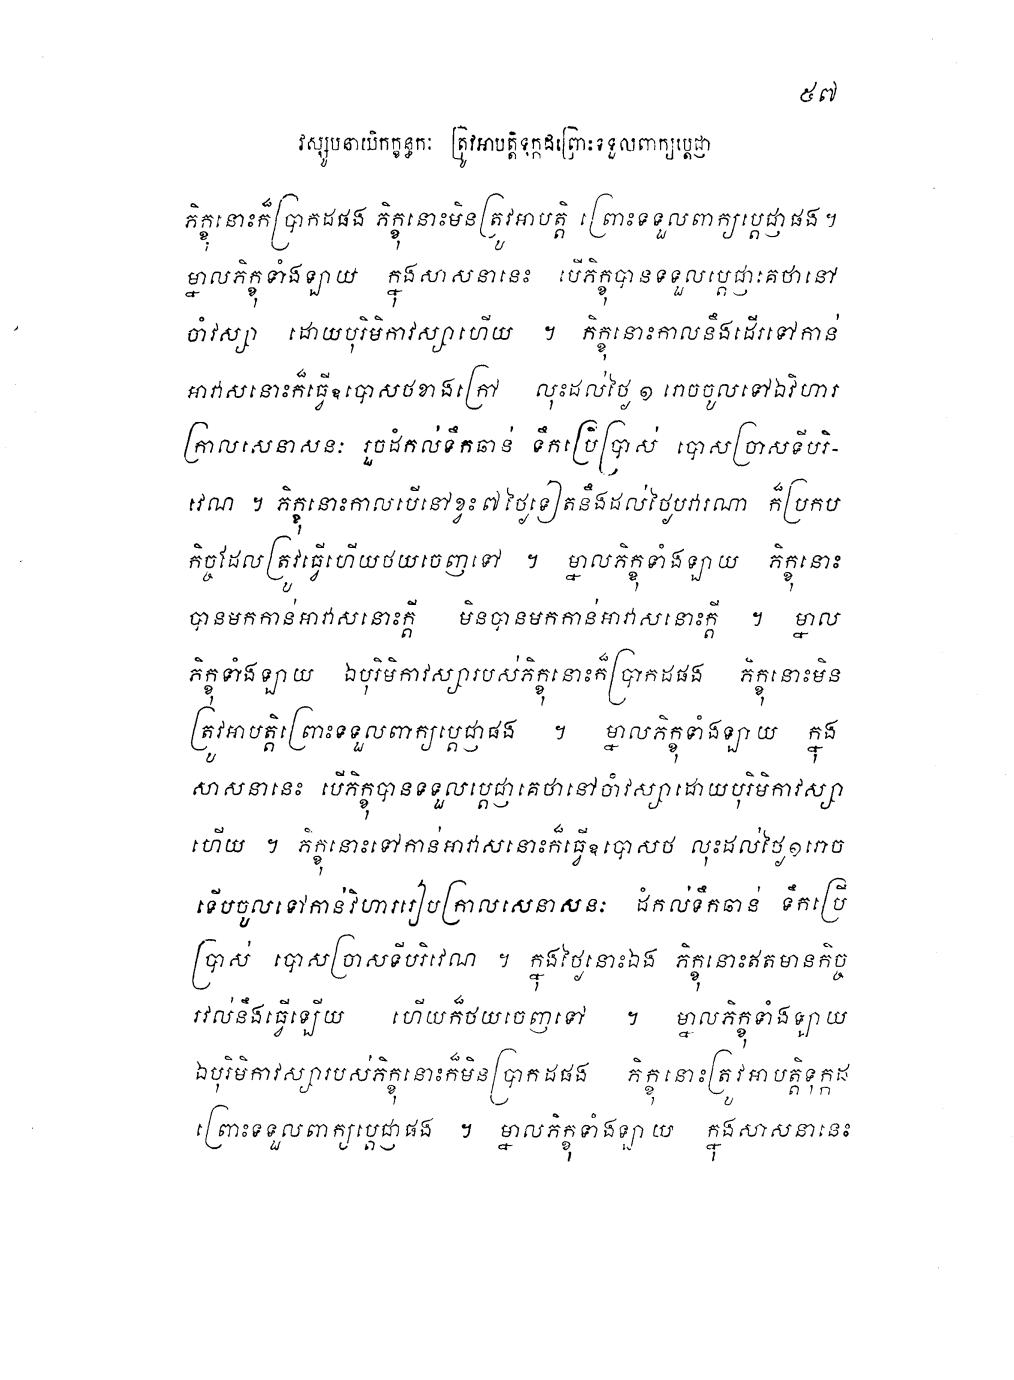 ៥៧
វស្សូបនាយិកក្ខន្ធកៈ ត្រូវអាបត្តិទុក្កដព្រោះទទួលពាក្យប្តេជ្ញា
ភិក្ខុនោះក៏ប្រាកដផង ភិក្ខុនោះមិនត្រូវអាបត្តិ ព្រោះទទួលពាក្យប្តេជ្ញាផង។
ម្នាលភិក្ខុទាំងឡាយ ក្នុងសាសនានេះ បើភិក្ខុបានទទួលប្តេជ្ញាះគេថានៅ
ចាំវស្សា ដោយបុរិមិកាវស្សាហើយ ។ ភិក្ខុនោះកាលនឹងដើរទៅកាន់
អាវាសនោះក៏ធ្វើឧបោសថខាងក្រៅ លុះដល់ថ្ងៃ ១ រោចចូលទៅឯវិហារ
ក្រាលសេនាសនៈ រួចដំកល់ទឹកឆាន់ ទឹកប្រើប្រាស់ បោសច្រាសទីបរិ-
វេណ ។ ភិក្ខុនោះកាលបើនៅខ្វះ ៧ ថ្ងៃទៀតនឹងដល់ថ្ងៃបវារណា ក៏ប្រកប
កិច្ចដែលត្រូវធ្វើហើយថយចេញទៅ ។ ម្នាលភិក្ខុទាំងឡាយ ភិក្ខុនោះ
បានមកកាន់អាវាសនោះក្តី មិនបានមកកាន់អាវាសនោះក្តី ។ ម្នាល
ភិក្ខុទាំងឡាយ ឯបុរិមិកាវស្សារបស់ភិក្ខុនោះក៏ប្រាកដផង ភិក្ខុនោះមិន
ត្រូវអាបត្តិព្រោះទទួលពាក្យប្តេជ្ញាផង ។ ម្នាលភិក្ខុទាំងឡាយ ក្នុង
សាសនានេះ បើភិក្ខុបានទទួលប្តេជ្ញាគេថានៅចាំវស្សាដោយបុរិមិកាវស្សា
ហើយ ។ ភិក្ខុនោះទៅកាន់អាវាសនោះក៏ធ្វើឧបោសថ លុះដល់ថ្ងៃ១រោច
ទើបចូលទៅកាន់វិហាររៀបក្រាលសេនាសនៈ ដំកល់ទឹកឆាន់ ទឹកប្រើ
ប្រាស់ បោសច្រាសទីបរិវេណ ។ ក្នុងថ្ងៃនោះឯង ភិក្ខុនោះឥតមានកិច្ច
រវល់នឹងធ្វើឡើយ ហើយក៏ថយចេញទៅ ។ ម្នាលភិក្ខុទាំងឡាយ
ឯបុរិមិកាវស្សារបស់ភិក្ខុនោះក៏មិនប្រាកដផង ភិក្ខុនោះត្រូវអាបត្តិទុក្កដ
ព្រោះទទួលពាក្យប្តេជ្ញាផង ។ ម្នាលភិក្ខុទាំងឡាយ ក្នុងសាសនានេះ